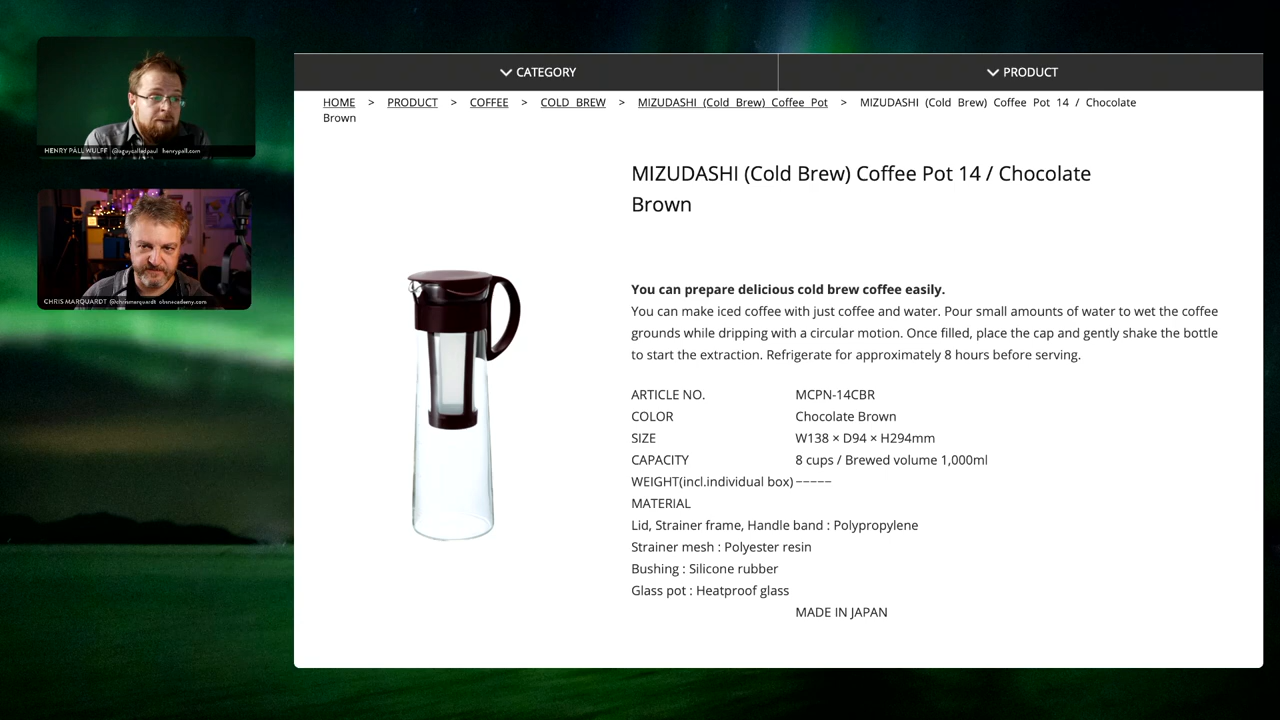 CATEGORY
PRODUCT
HOME > PRODUCT > COFFEE > COLD BREW > MIZUDASHI (Cold Brew) Coffee Pot > MIZUDASHI (Cold Brew) Coffee Pot 14 / Chocolate
Brown
HENRY PÁLL WULFF @aguycalledpaul henrypall.com
CHRIS MARQUARDT @chrismarquardt
MIZUDASHI (Cold Brew) Coffee Pot 14 / Chocolate
Brown
You can prepare delicious cold brew coffee easily.
You can make iced coffee with just coffee and water. Pour small amounts of water to wet the coffee
grounds while dripping with a circular motion. Once filled, place the cap and gently shake the bottle
to start the extraction. Refrigerate for approximately 8 hours before serving.
ARTICLE NO. MCPN-14CBR
COLOR Chocolate Brown
SIZE W138 × D94 × H294mm
CAPACITY 8 cups / Brewed volume 1,000ml
WEIGHT(incl.individual box) −−−−−
MATERIAL
Lid, Strainer frame, Handle band : Polypropylene
Strainer mesh : Polyester resin
Bushing : Silicone rubber
Glass pot : Heatproof glass
MADE IN JAPAN